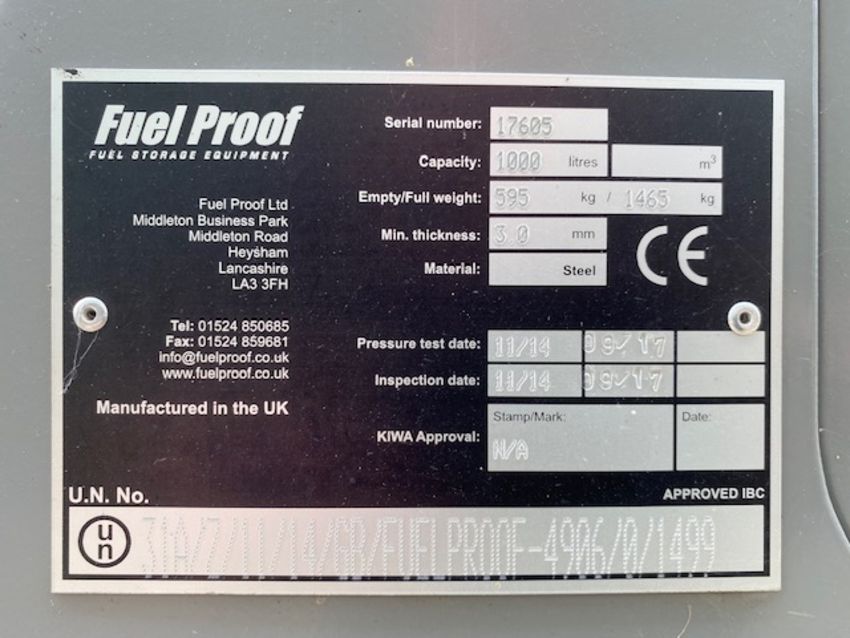 Fuel Proof
FUEL STORAGE EQUIPMENT
Fuel Proof Ltd
Middleton Business Park
Middleton Road
Heysham
Lancashire
LA3 3FH
Tel: 01524 850685
Fax: 01524 859681
info@fuelproof.co.uk
www.fuelproof.co.uk
Manufactured in the UK
Serial number: 17605
Capacity: 1000 litres m³
Empty/Full weight: 595 kg / 1465 kg
Min. thickness: 3.0 mm
Material: Steel
CE
Pressure test date: 11/14 09/17
Inspection date: 11/14 09/17
KIWA Approval: Stamp/Mark: Date:
N/A
U.N. No. APPROVED IBC
un 31A/Z/11/14/GB/FUELPROOF-4906/0/1499